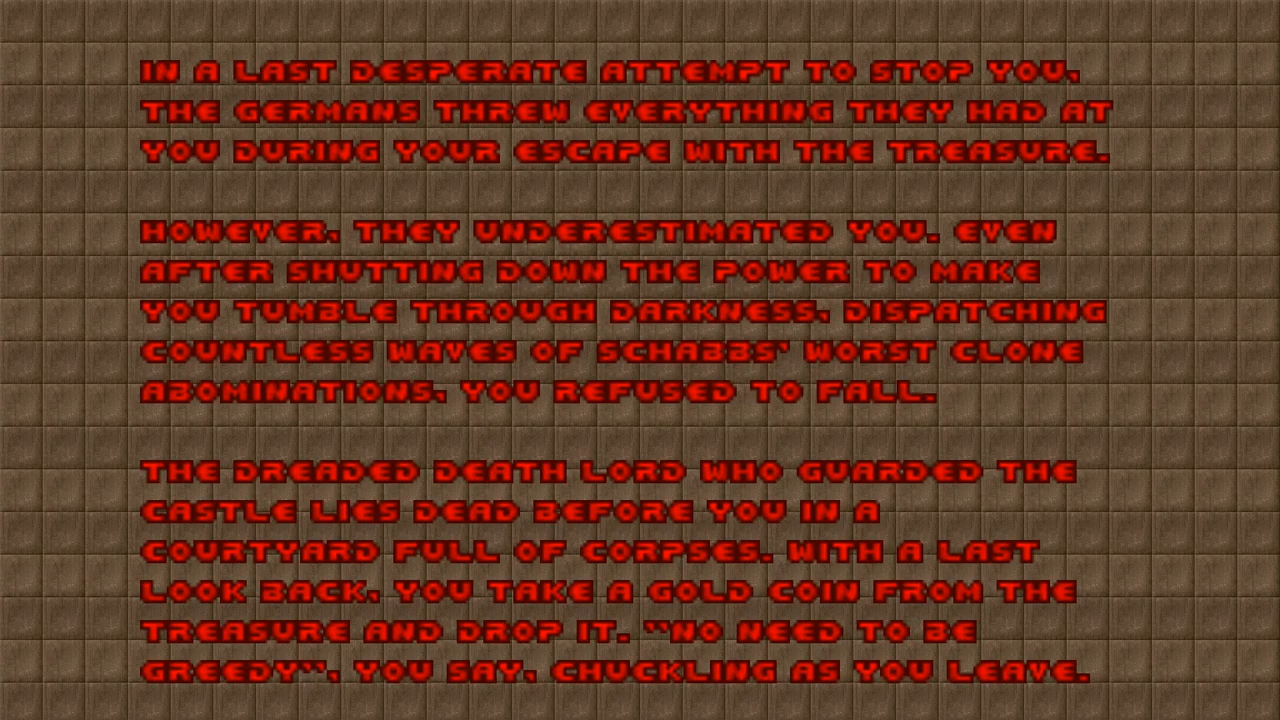 IN A LAST DESPERATE ATTEMPT TO STOP YOU,
THE GERMANS THREW EVERYTHING THEY HAD AT
YOU DURING YOUR ESCAPE WITH THE TREASURE.
HOWEVER, THEY UNDERESTIMATED YOU. EVEN
AFTER SHUTTING DOWN THE POWER TO MAKE
YOU TUMBLE THROUGH DARKNESS, DISPATCHING
COUNTLESS WAVES OF SCHABBS' WORST CLONE
ABOMINATIONS, YOU REFUSED TO FALL.
THE DREADED DEATH LORD WHO GUARDED THE
CASTLE LIES DEAD BEFORE YOU IN A
COURTYARD FULL OF CORPSES. WITH A LAST
LOOK BACK, YOU TAKE A GOLD COIN FROM THE
TREASURE AND DROP IT. "NO NEED TO BE
GREEDY", YOU SAY, CHUCKLING AS YOU LEAVE.